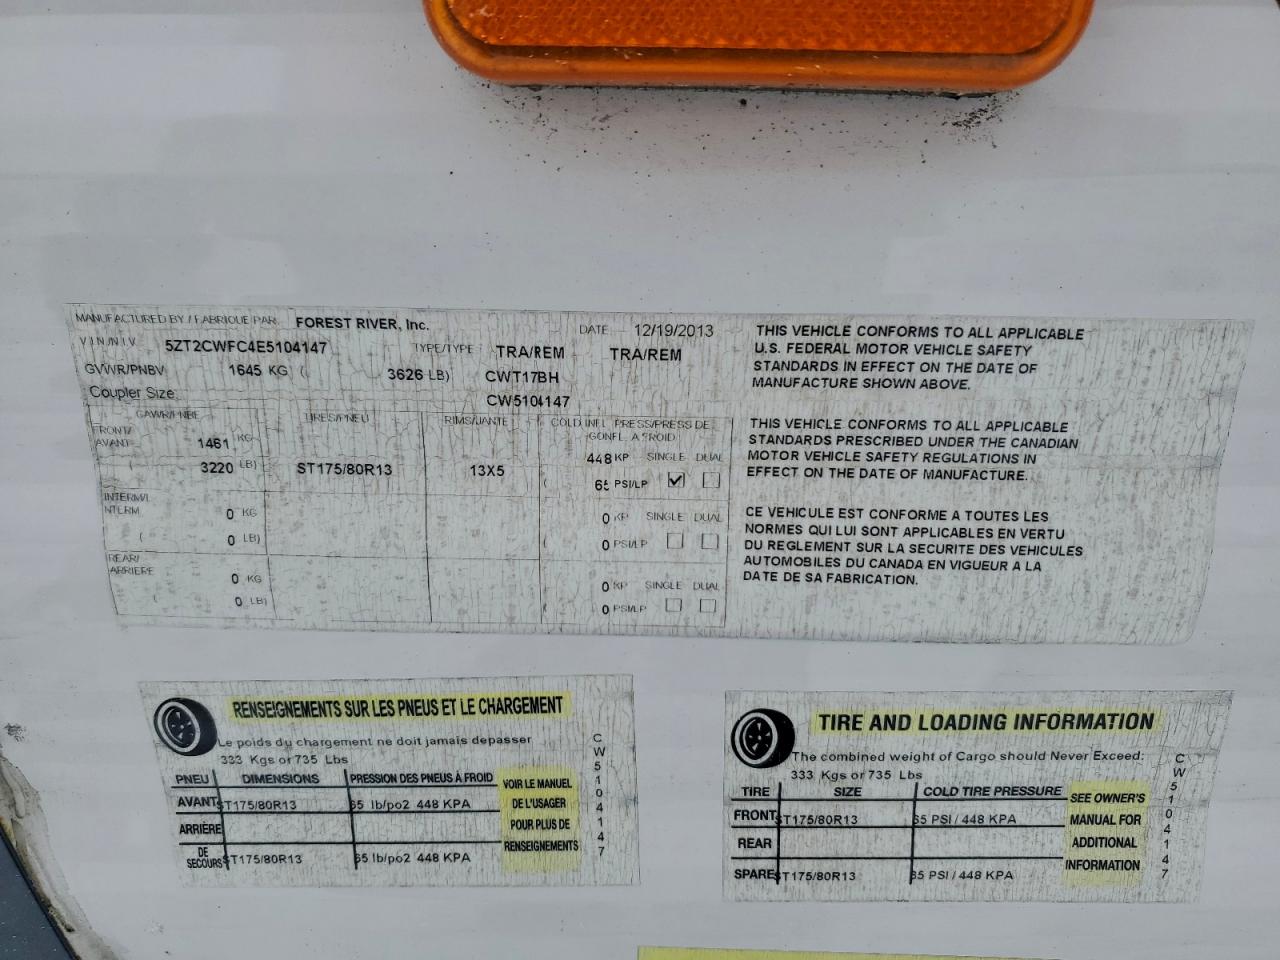 MANUFACTURED BY / FABRIQUE PAR FOREST RIVER, Inc. DATE 12/19/2013
V.I.N./N.I.V. 5ZT2CWFC4E5104147 TYPE/TYPE TRA/REM TRA/REM
GVWR/PNBV 1645 KG ( 3626 LB) CWT17BH
Coupler Size CW5104147
GAWR/PNBE TIRES/PNEU RIMS/JANTE COLD INFL. PRESS/PRESS DE GONFL. A FROID
FRONT/ AVANT 1461 KG 448 KP SINGLE DUAL
( 3220 LB) ST175/80R13 13X5 ( 65 PSI/LP
INTERM/I NTERM 0 KG 0 KP SINGLE DUAL
( 0 LB) ( 0 PSI/LP
REAR/ ARRIERE 0 KG 0 KP SINGLE DUAL
( 0 LB) ( 0 PSI/LP
THIS VEHICLE CONFORMS TO ALL APPLICABLE
U.S. FEDERAL MOTOR VEHICLE SAFETY
STANDARDS IN EFFECT ON THE DATE OF
MANUFACTURE SHOWN ABOVE.
THIS VEHICLE CONFORMS TO ALL APPLICABLE
STANDARDS PRESCRIBED UNDER THE CANADIAN
MOTOR VEHICLE SAFETY REGULATIONS IN
EFFECT ON THE DATE OF MANUFACTURE.
CE VEHICULE EST CONFORME A TOUTES LES
NORMES QUI LUI SONT APPLICABLES EN VERTU
DU REGLEMENT SUR LA SECURITE DES VEHICULES
AUTOMOBILES DU CANADA EN VIGUEUR A LA
DATE DE SA FABRICATION.
RENSEIGNEMENTS SUR LES PNEUS ET LE CHARGEMENT
Le poids du chargement ne doit jamais depasser
333 Kgs or 735 Lbs
PNEU DIMENSIONS PRESSION DES PNEUS À FROID
AVANT ST175/80R13 65 lb/po2 448 KPA
ARRIÈRE
DE SECOURS ST175/80R13 65 lb/po2 448 KPA
VOIR LE MANUEL
DE L'USAGER
POUR PLUS DE
RENSEIGNEMENTS
CW5104147
TIRE AND LOADING INFORMATION
The combined weight of Cargo should Never Exceed:
333 Kgs or 735 Lbs
TIRE SIZE COLD TIRE PRESSURE
FRONT ST175/80R13 65 PSI / 448 KPA
REAR
SPARE ST175/80R13 65 PSI / 448 KPA
SEE OWNER'S
MANUAL FOR
ADDITIONAL
INFORMATION
CW5104147